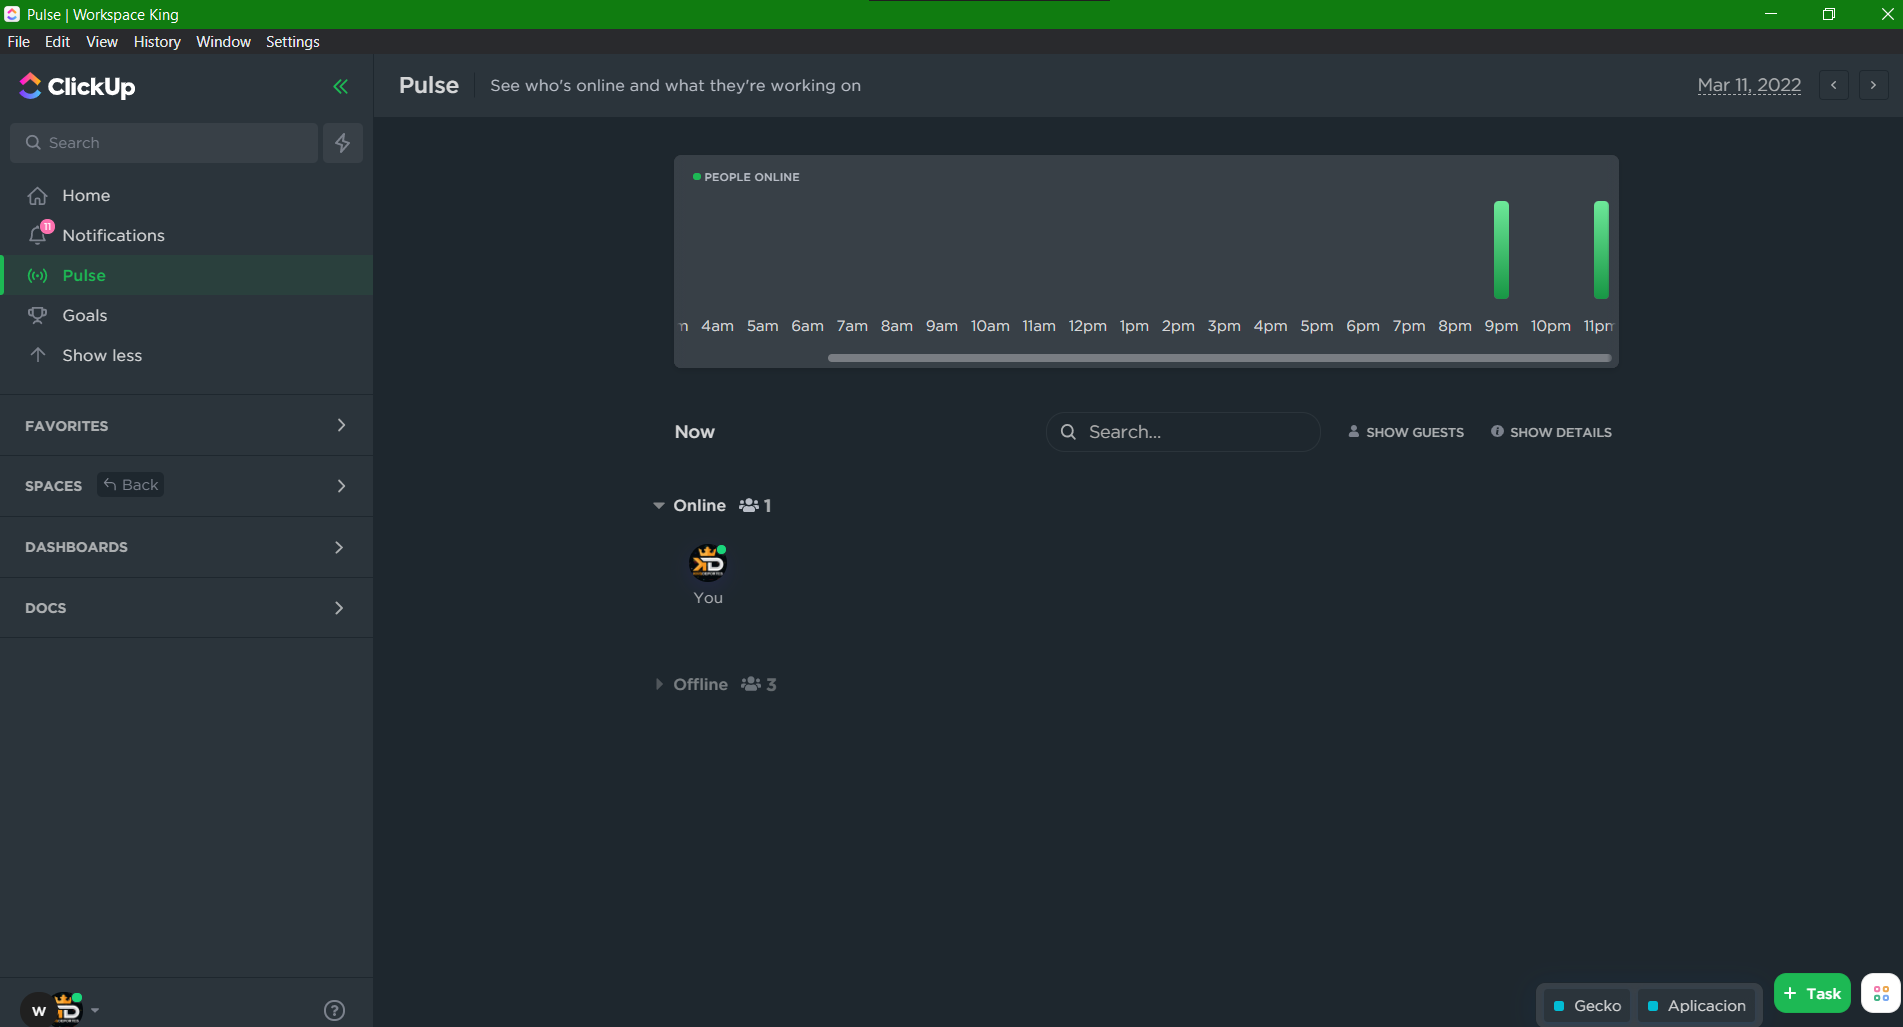 Pulse | Workspace King
File Edit View History Window Settings
ClickUp
Search
Home
11
Notifications
Pulse
Goals
Show less
FAVORITES
SPACES Back
DASHBOARDS
DOCS
W
?
Pulse See who's online and what they're working on
Mar 11, 2022
PEOPLE ONLINE
4am 5am 6am 7am 8am 9am 10am 11am 12pm 1pm 2pm 3pm 4pm 5pm 6pm 7pm 8pm 9pm 10pm 11pm
Now
Search...
SHOW GUESTS
SHOW DETAILS
Online 1
KD
You
Offline 3
Gecko
Aplicacion
+ Task